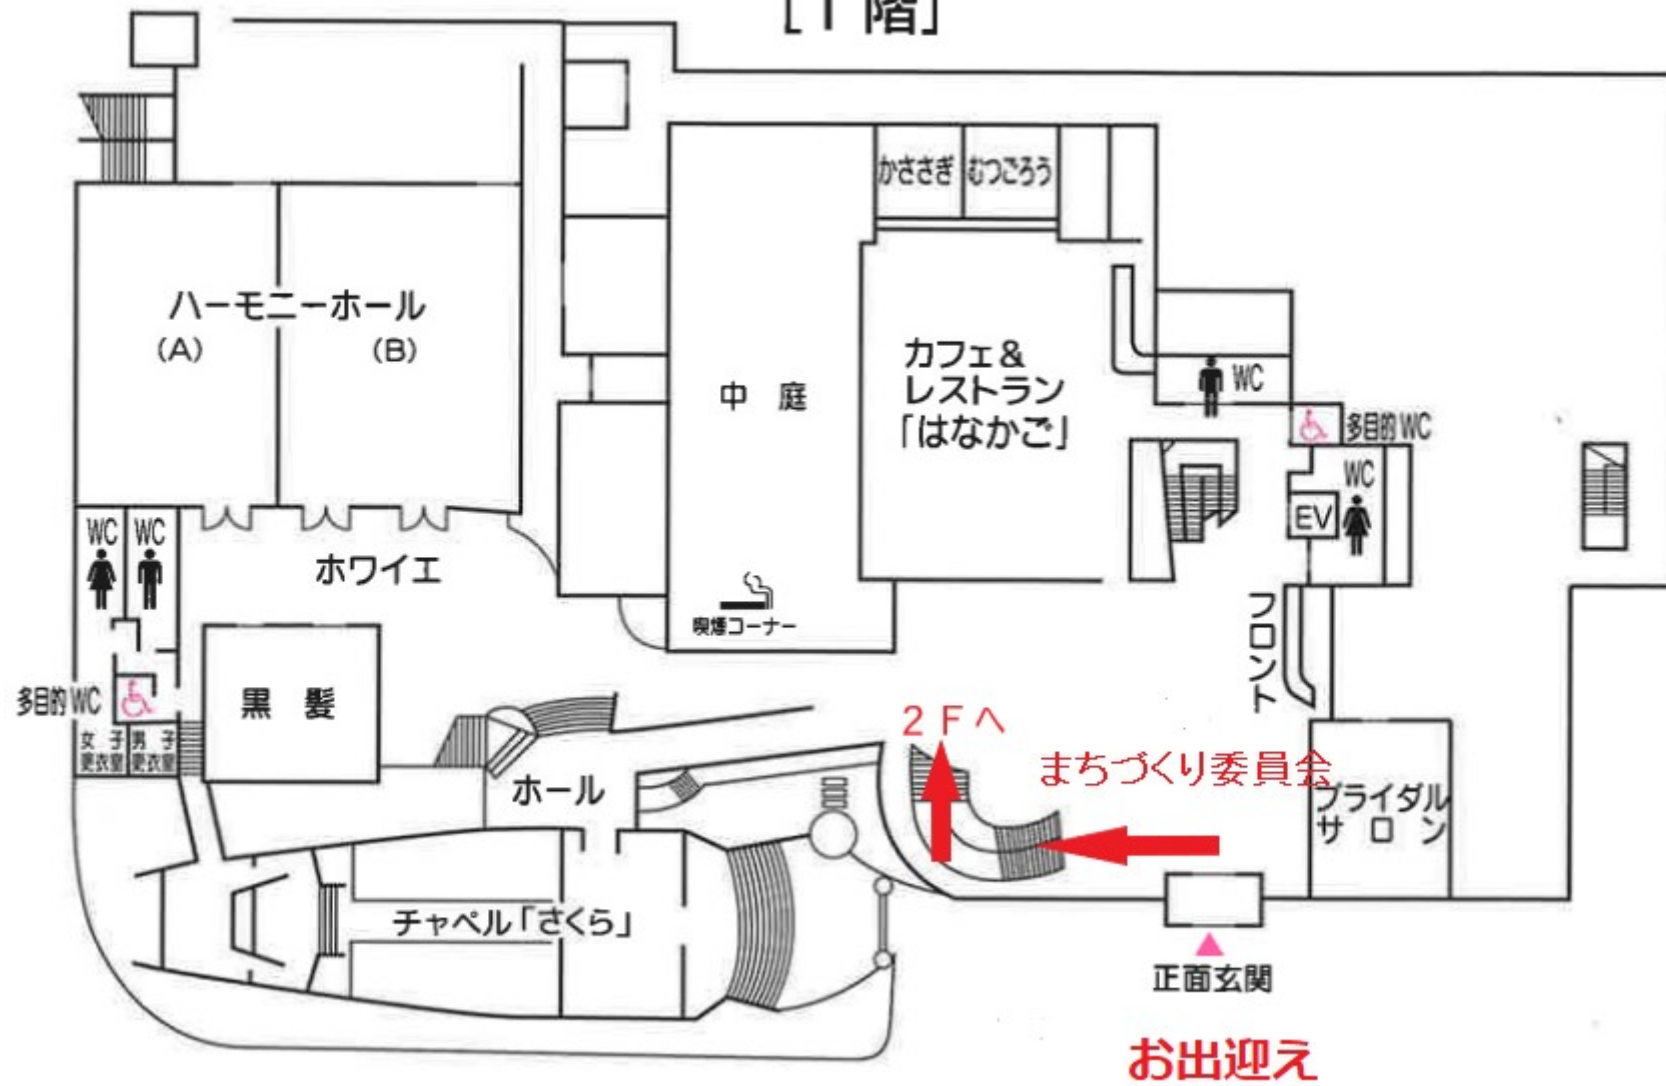 [1階]
かささぎ
むつごろう
ハーモニーホール
(A)
(B)
中 庭
カフェ&
レストラン
「はなかご」
WC
多目的WC
WC
EV
WC
WC
ホワイエ
喫煙コーナー
フロント
多目的WC
黒 髪
女子
更衣室
男子
更衣室
2Fへ
まちづくり委員会
ホール
ブライダル
サロン
チャペル「さくら」
正面玄関
お出迎え